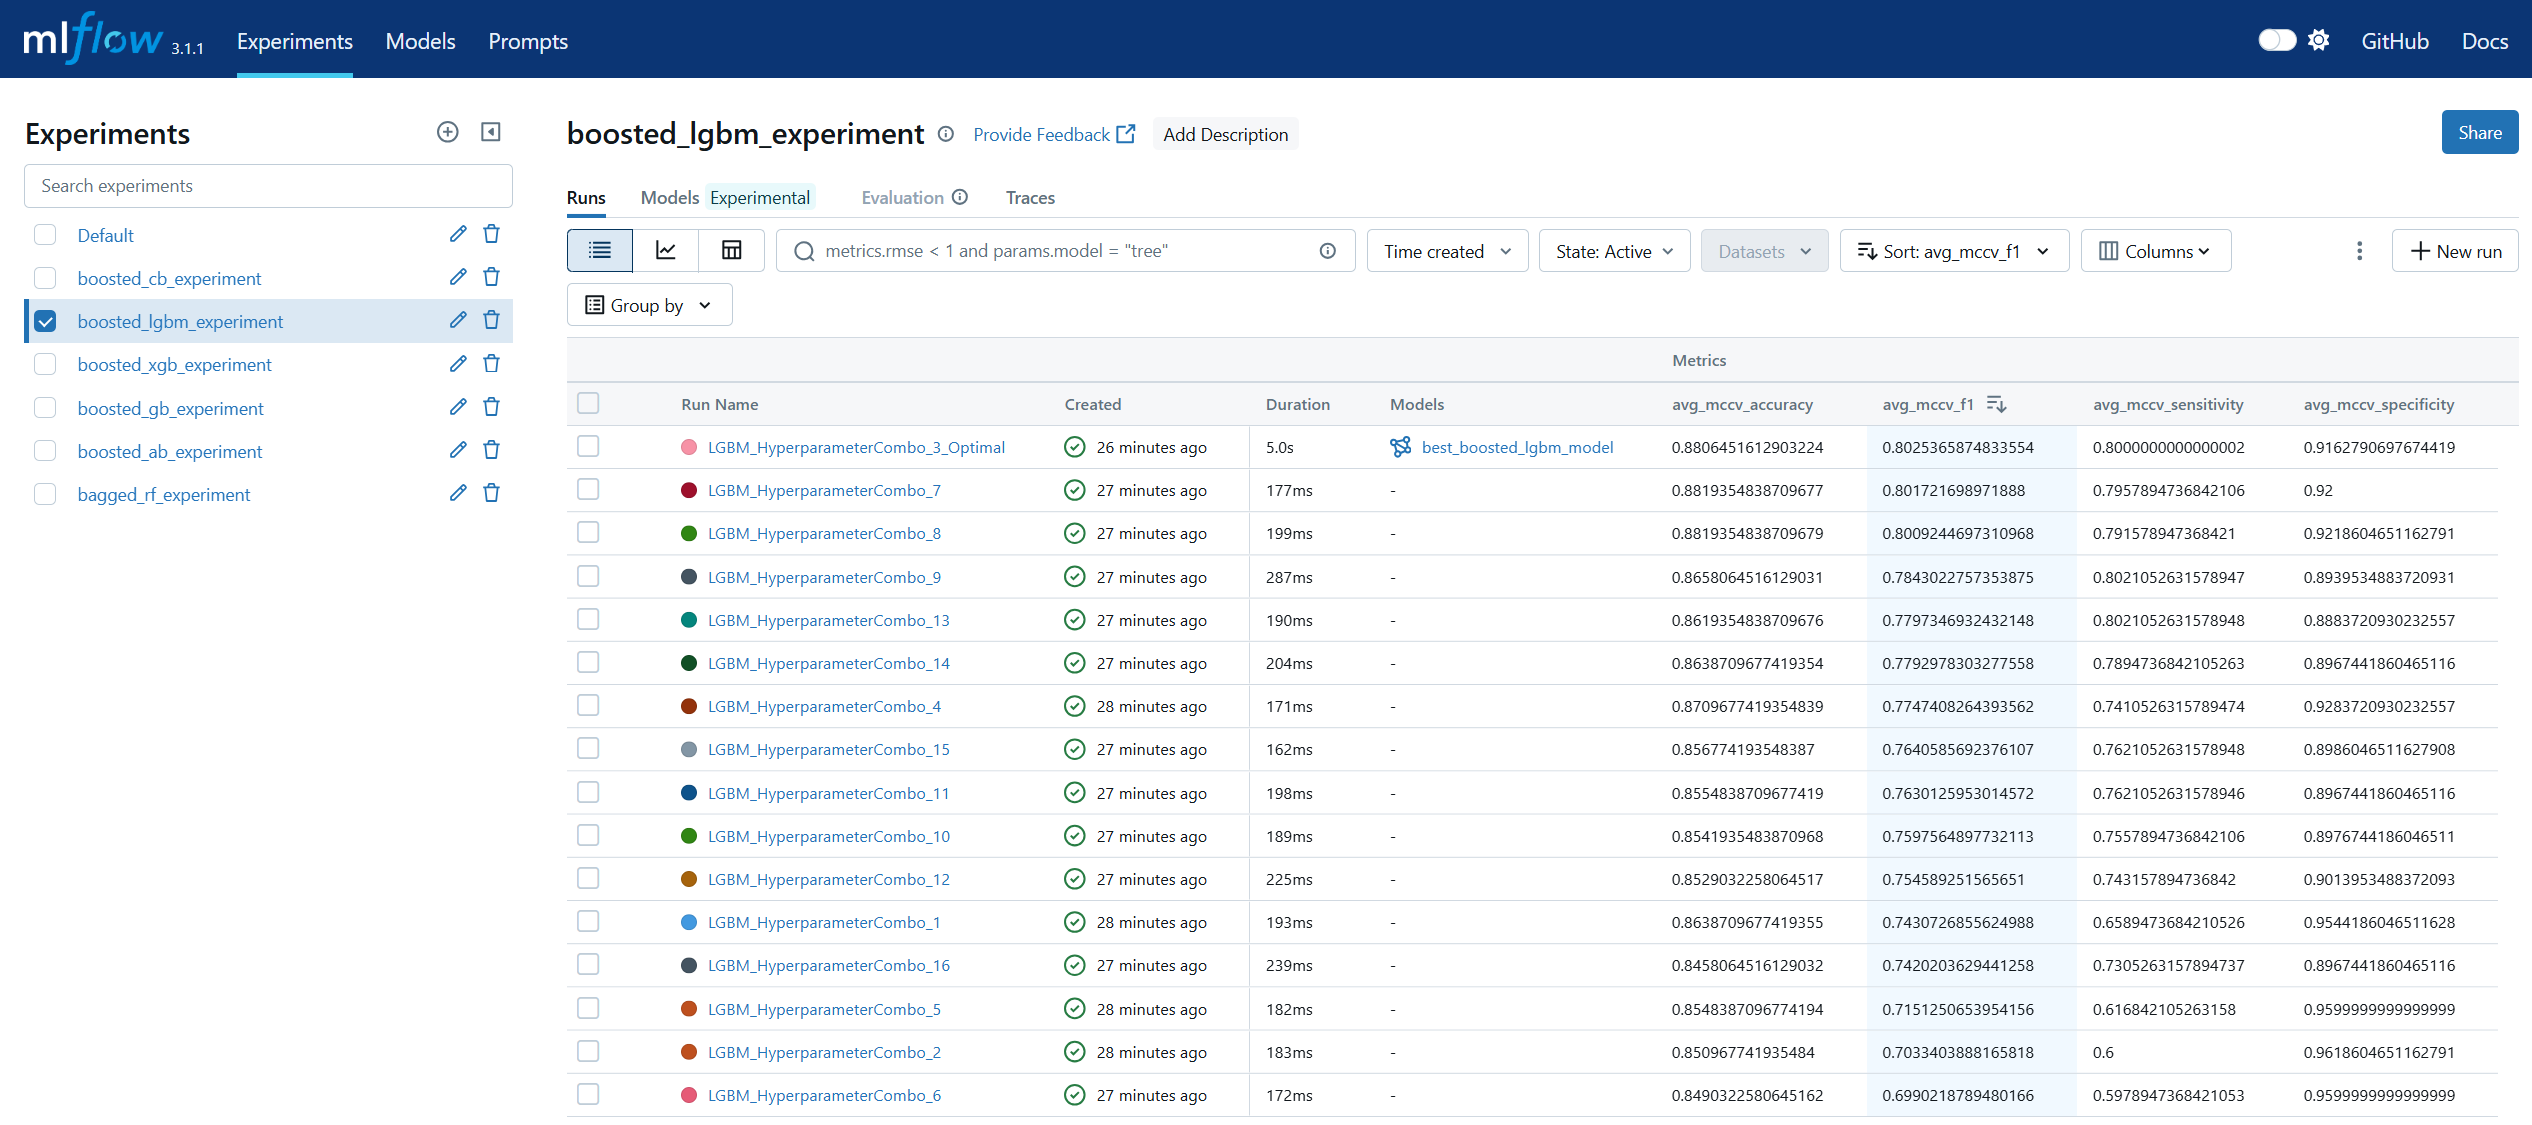 mlflow 3.1.1 Experiments Models Prompts GitHub Docs
Experiments
Search experiments
Default
boosted_cb_experiment
boosted_lgbm_experiment
boosted_xgb_experiment
boosted_gb_experiment
boosted_ab_experiment
bagged_rf_experiment
boosted_lgbm_experiment Provide Feedback Add Description Share
Runs Models Experimental Evaluation Traces
metrics.rmse < 1 and params.model = "tree" Time created State: Active Datasets Sort: avg_mccv_f1 Columns New run
Group by
Metrics
Run Name Created Duration Models avg_mccv_accuracy avg_mccv_f1 avg_mccv_sensitivity avg_mccv_specificity
LGBM_HyperparameterCombo_3_Optimal 26 minutes ago 5.0s best_boosted_lgbm_model 0.8806451612903224 0.8025365874833554 0.8000000000000002 0.9162790697674419
LGBM_HyperparameterCombo_7 27 minutes ago 177ms - 0.8819354838709677 0.801721698971888 0.7957894736842106 0.92
LGBM_HyperparameterCombo_8 27 minutes ago 199ms - 0.8819354838709679 0.8009244697310968 0.791578947368421 0.9218604651162791
LGBM_HyperparameterCombo_9 27 minutes ago 287ms - 0.8658064516129031 0.7843022757353875 0.8021052631578947 0.8939534883720931
LGBM_HyperparameterCombo_13 27 minutes ago 190ms - 0.8619354838709676 0.7797346932432148 0.8021052631578948 0.8883720930232557
LGBM_HyperparameterCombo_14 27 minutes ago 204ms - 0.8638709677419354 0.7792978303277558 0.7894736842105263 0.8967441860465116
LGBM_HyperparameterCombo_4 28 minutes ago 171ms - 0.8709677419354839 0.7747408264393562 0.7410526315789474 0.9283720930232557
LGBM_HyperparameterCombo_15 27 minutes ago 162ms - 0.856774193548387 0.7640585692376107 0.7621052631578948 0.8986046511627908
LGBM_HyperparameterCombo_11 27 minutes ago 198ms - 0.8554838709677419 0.7630125953014572 0.7621052631578946 0.8967441860465116
LGBM_HyperparameterCombo_10 27 minutes ago 189ms - 0.8541935483870968 0.7597564897732113 0.7557894736842106 0.8976744186046511
LGBM_HyperparameterCombo_12 27 minutes ago 225ms - 0.8529032258064517 0.754589251565651 0.743157894736842 0.9013953488372093
LGBM_HyperparameterCombo_1 28 minutes ago 193ms - 0.8638709677419355 0.7430726855624988 0.6589473684210526 0.9544186046511628
LGBM_HyperparameterCombo_16 27 minutes ago 239ms - 0.8458064516129032 0.7420203629441258 0.7305263157894737 0.8967441860465116
LGBM_HyperparameterCombo_5 28 minutes ago 182ms - 0.8548387096774194 0.7151250653954156 0.616842105263158 0.9599999999999999
LGBM_HyperparameterCombo_2 28 minutes ago 183ms - 0.850967741935484 0.7033403888165818 0.6 0.9618604651162791
LGBM_HyperparameterCombo_6 27 minutes ago 172ms - 0.8490322580645162 0.6990218789480166 0.5978947368421053 0.9599999999999999